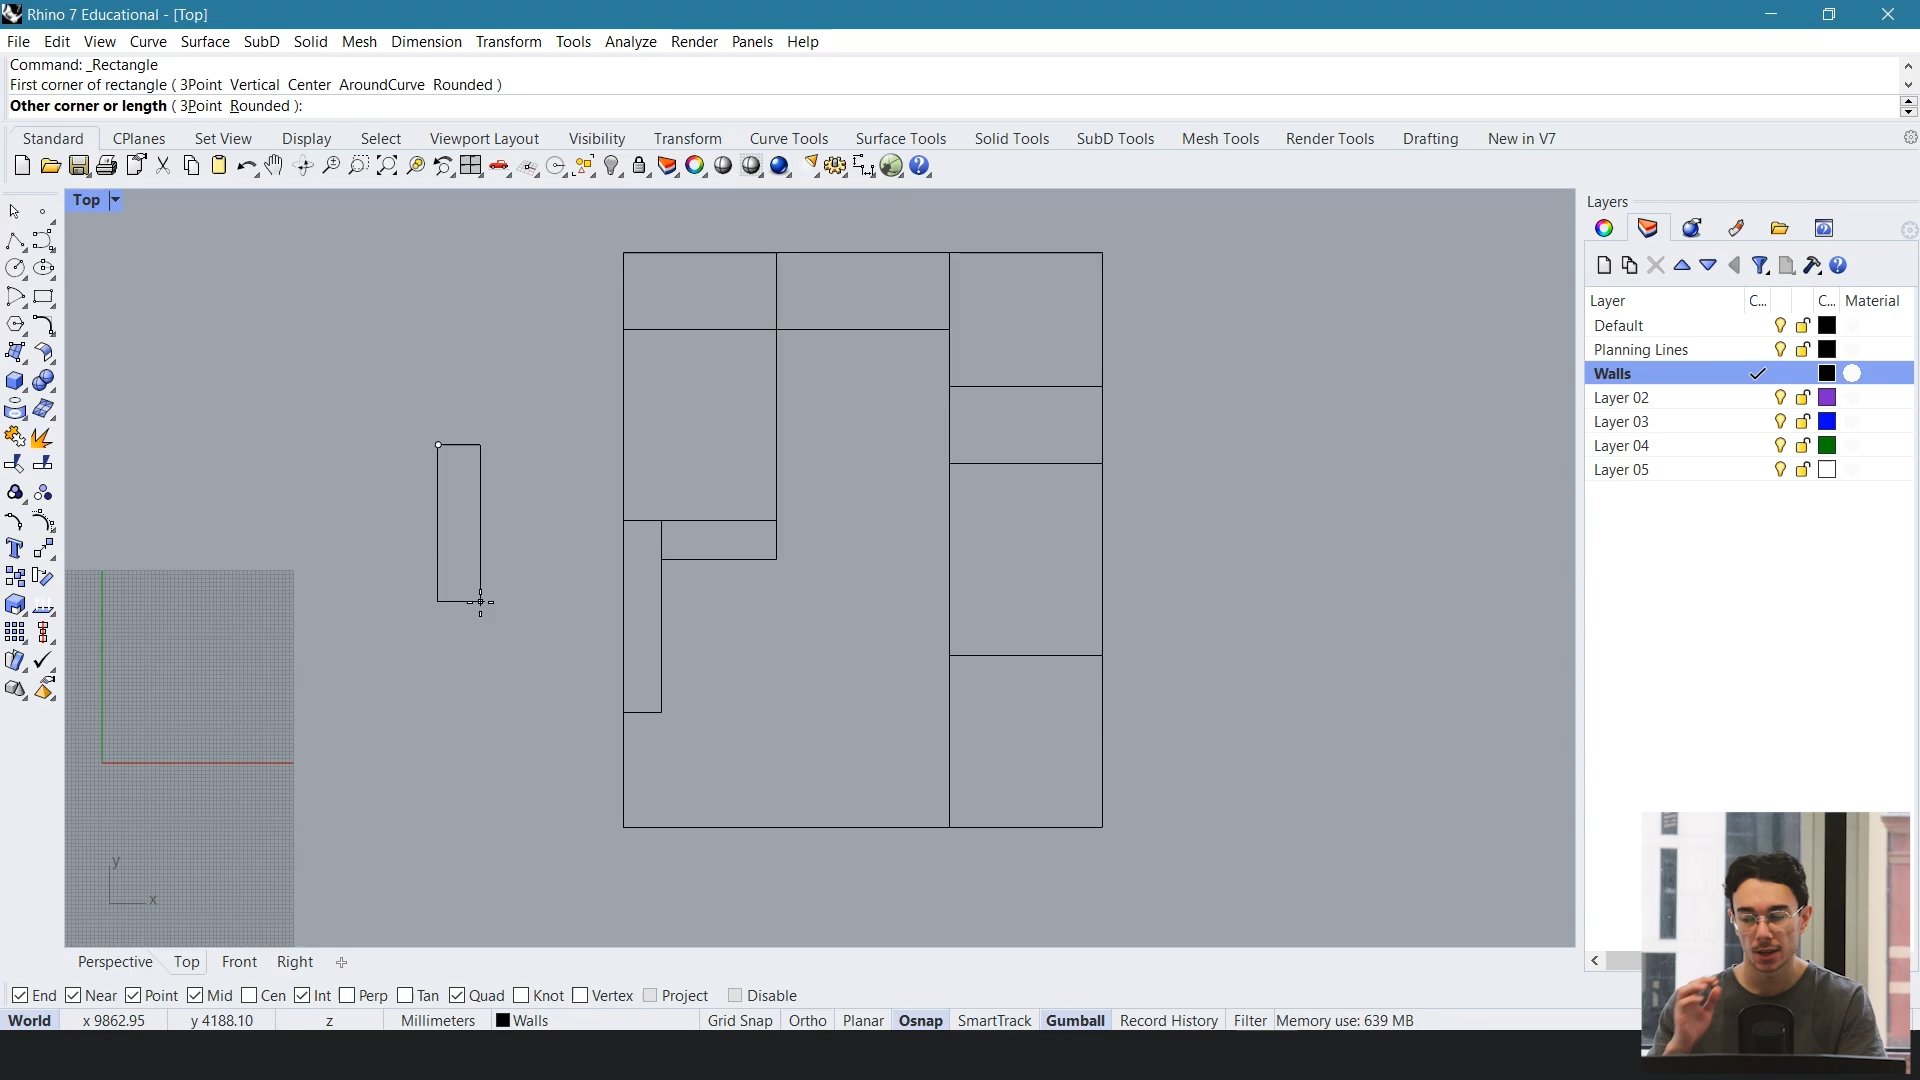 Rhino 7 Educational - [Top]
File Edit View Curve Surface SubD Solid Mesh Dimension Transform Tools Analyze Render Panels Help
Command: _Rectangle
First corner of rectangle ( 3Point Vertical Center AroundCurve Rounded )
Other corner or length ( 3Point Rounded ):
Standard CPlanes Set View Display Select Viewport Layout Visibility Transform Curve Tools Surface Tools Solid Tools SubD Tools Mesh Tools Render Tools Drafting New in V7
Top
Layers
Layer C... C... Material
Default
Planning Lines
Walls
Layer 02
Layer 03
Layer 04
Layer 05
y
x
Perspective Top Front Right
End Near Point Mid Cen Int Perp Tan Quad Knot Vertex Project Disable
World x 9862.95 y 4188.10 z Millimeters Walls Grid Snap Ortho Planar Osnap SmartTrack Gumball Record History Filter Memory use: 639 MB